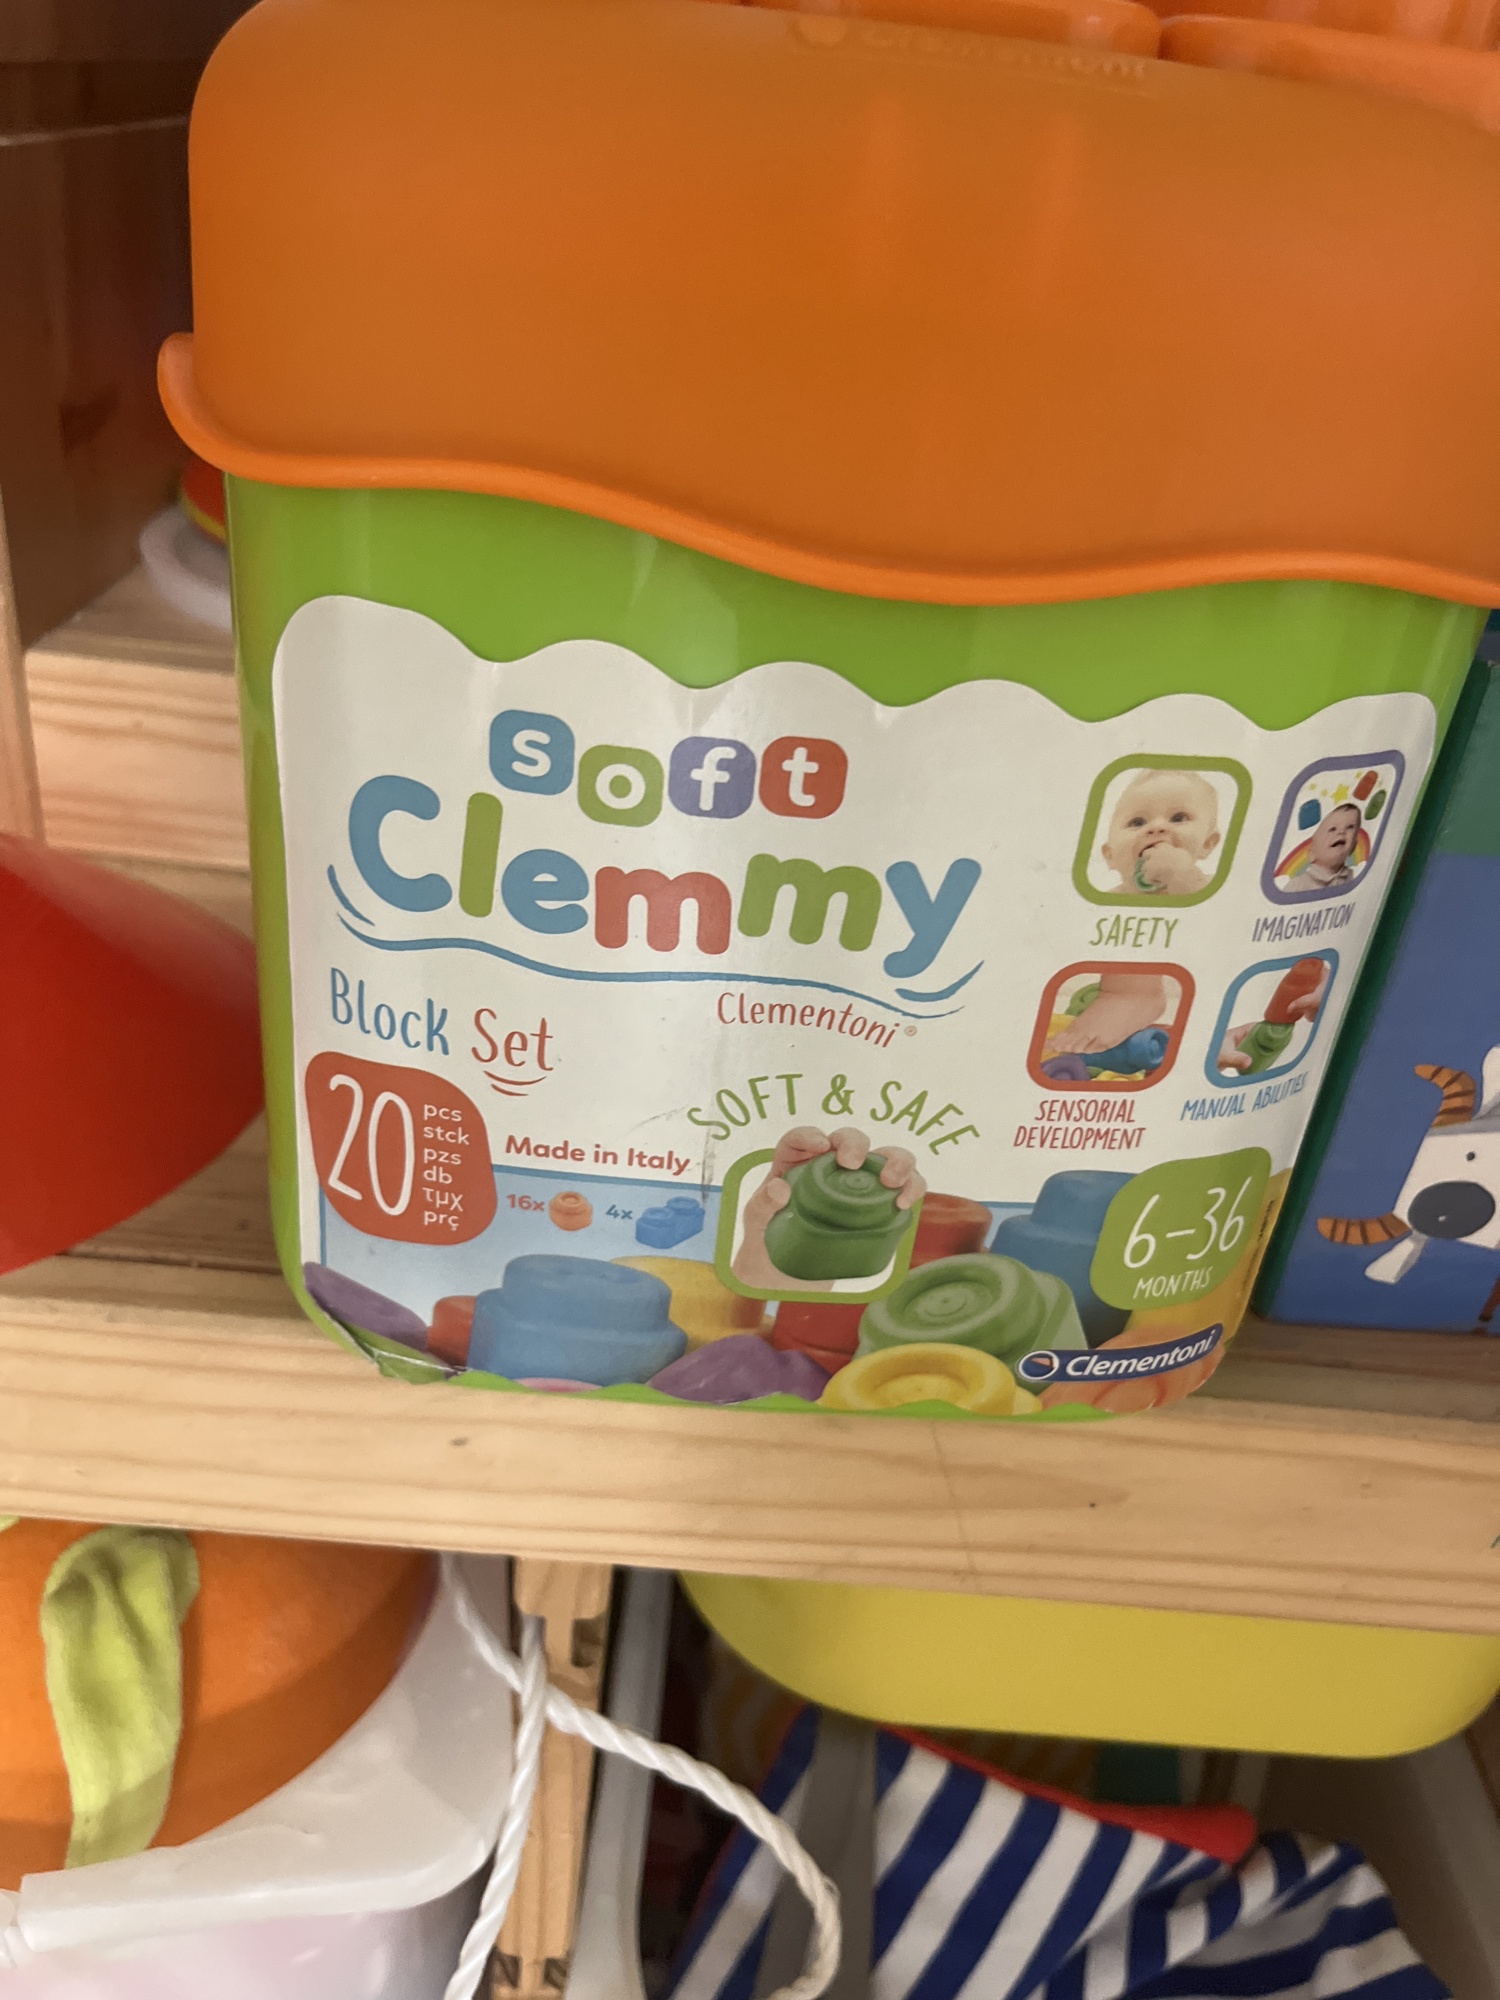 soft
Clemmy
Clementoni®
Block Set
20 pcs
stck
pzs
db
τμχ
prç
Made in Italy
16x 4x
SOFT & SAFE
SAFETY
IMAGINATION
SENSORIAL
DEVELOPMENT
MANUAL ABILITIES
6-36
MONTHS
Clementoni